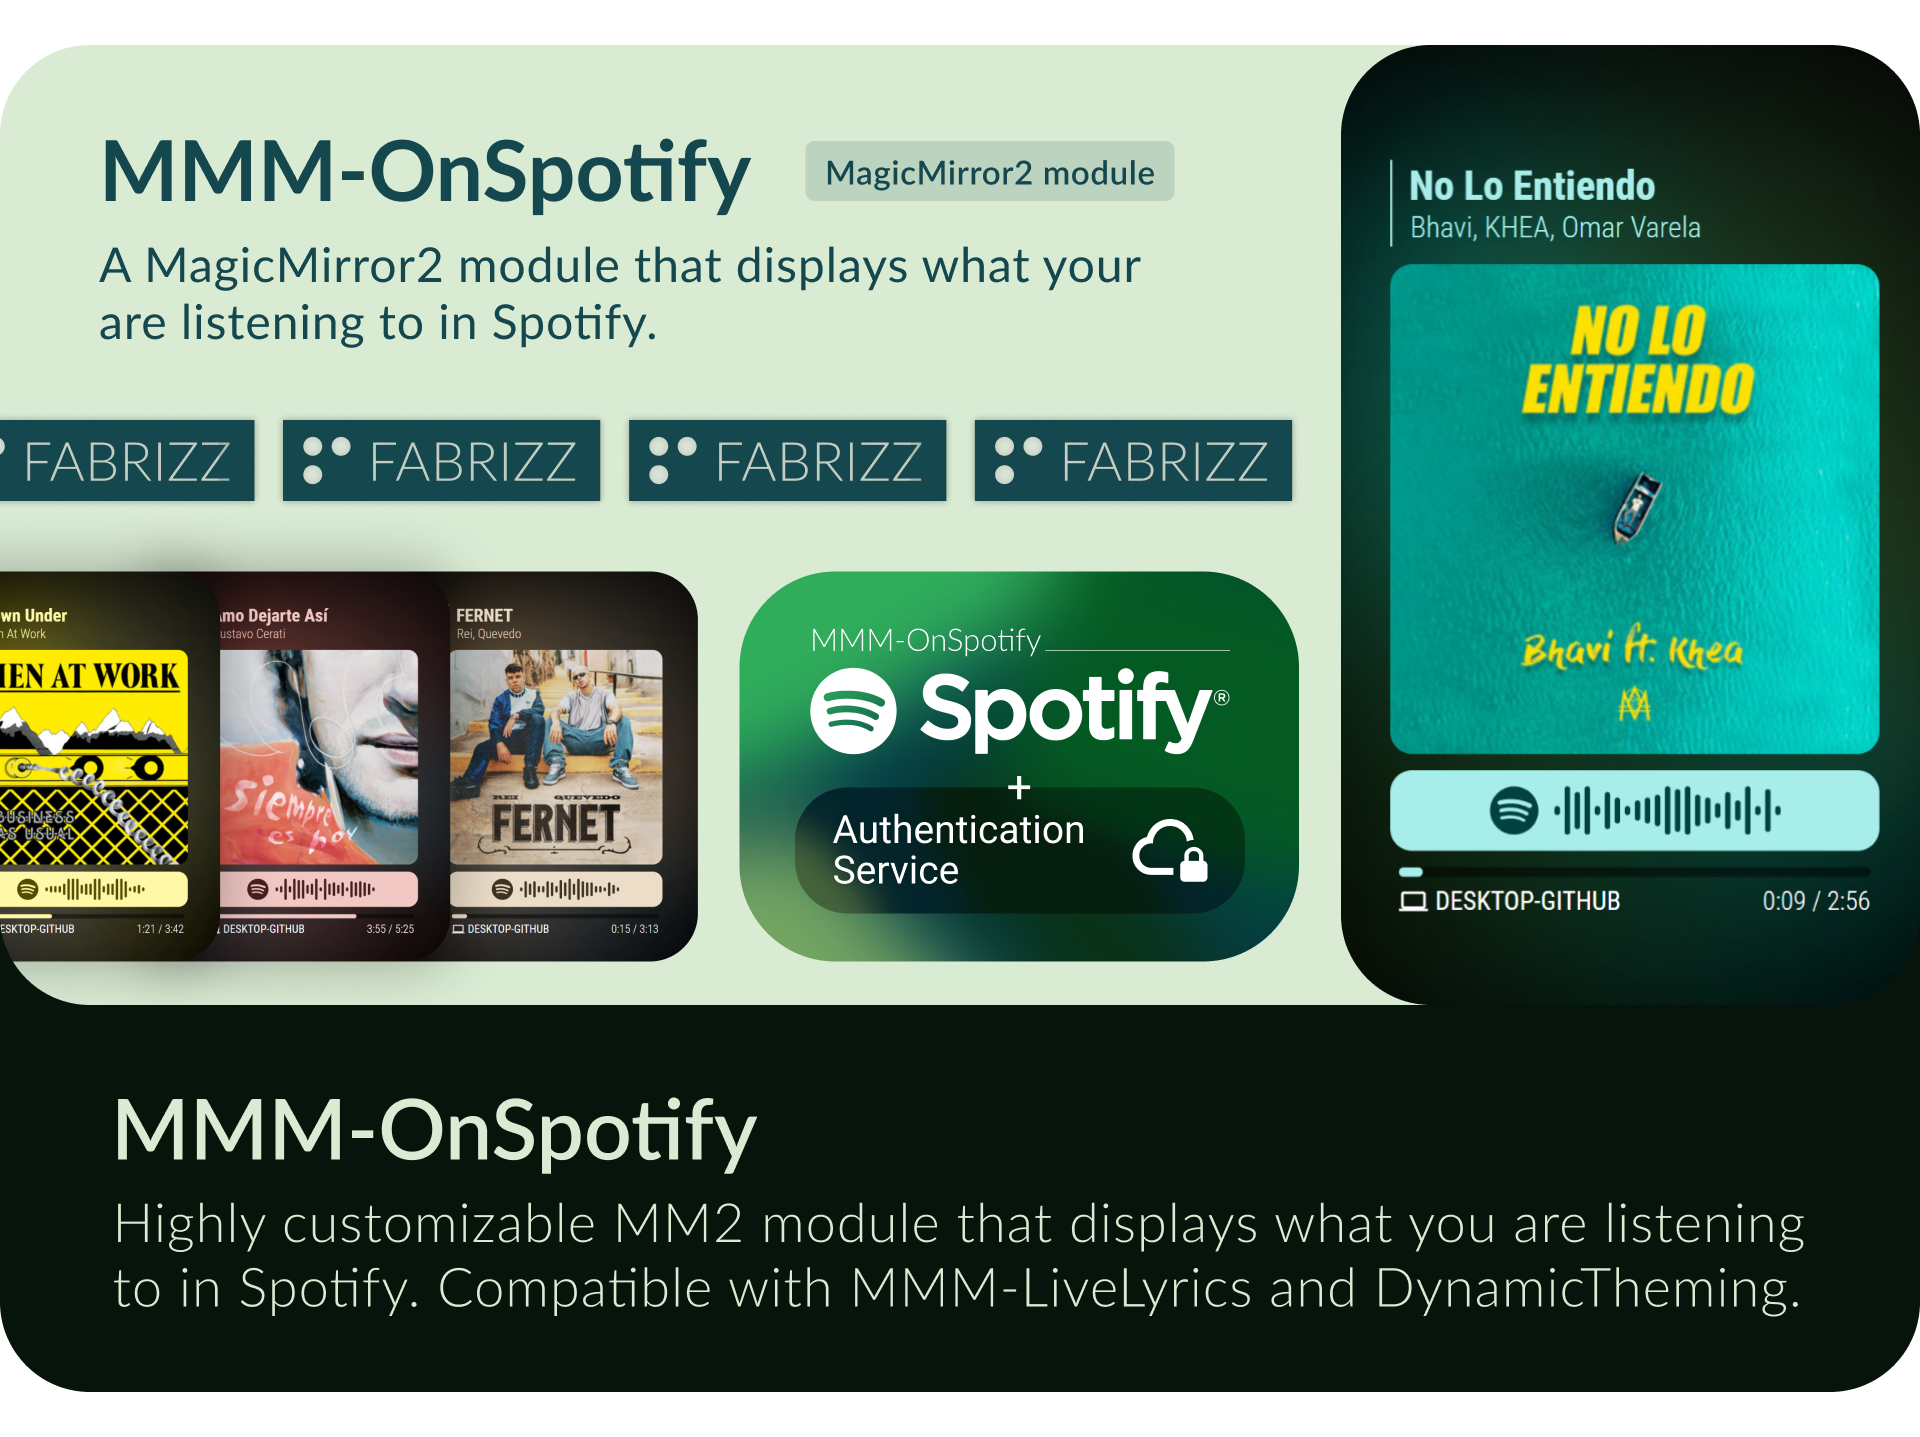 MMM-OnSpotify
MagicMirror2 module
A MagicMirror2 module that displays what your
are listening to in Spotify.
FABRIZZ
FABRIZZ
FABRIZZ
FABRIZZ
wn Under
At Work
EN AT WORK
BUSINESS
AS USUAL
ESKTOP-GITHUB
1:21 / 3:42
mo Dejarte Así
ustavo Cerati
siempre
es hoy
DESKTOP-GITHUB
3:55 / 5:25
FERNET
Rei, Quevedo
REI QUEVEDO
FERNET
DESKTOP-GITHUB
0:15 / 3:13
MMM-OnSpotify
Spotify®
+
Authentication
Service
No Lo Entiendo
Bhavi, KHEA, Omar Varela
NO LO
ENTIENDO
Bhavi ft. Khea
DESKTOP-GITHUB
0:09 / 2:56
MMM-OnSpotify
Highly customizable MM2 module that displays what you are listening
to in Spotify. Compatible with MMM-LiveLyrics and DynamicTheming.